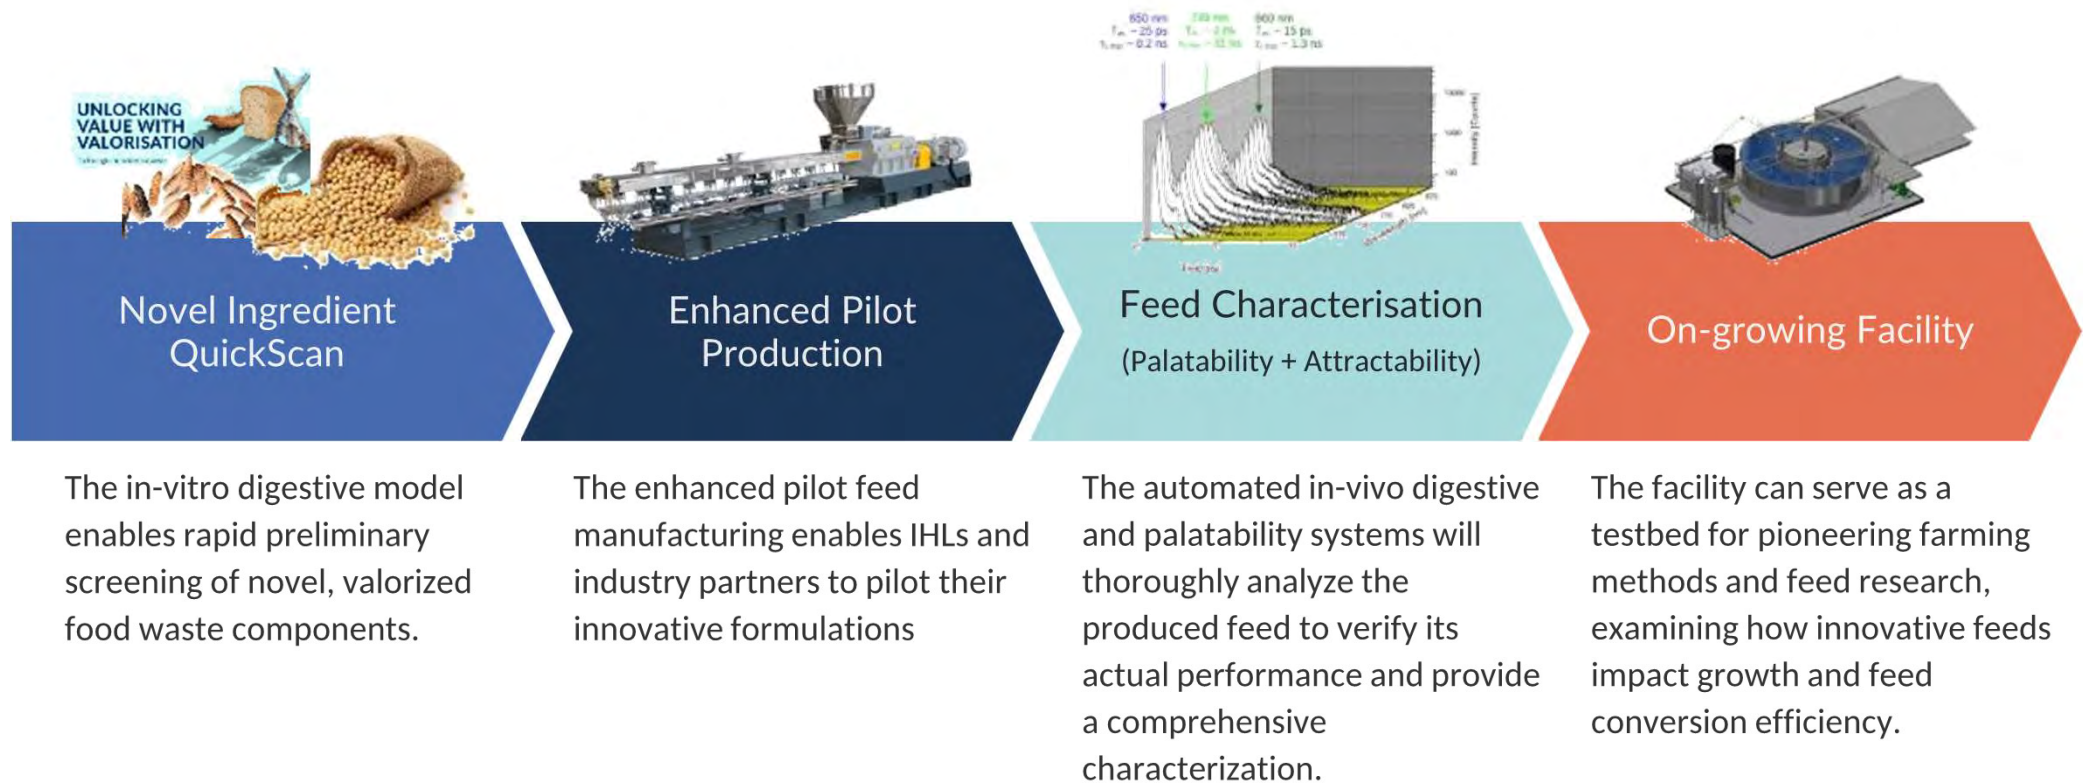 UNLOCKING
VALUE WITH
VALORISATION
650 nm
660 nm
Novel Ingredient
QuickScan
The in-vitro digestive model
enables rapid preliminary
screening of novel, valorized
food waste components.
Enhanced Pilot
Production
The enhanced pilot feed
manufacturing enables IHLs and
industry partners to pilot their
innovative formulations
Feed Characterisation
(Palatability + Attractability)
The automated in-vivo digestive
and palatability systems will
thoroughly analyze the
produced feed to verify its
actual performance and provide
a comprehensive
characterization.
On-growing Facility
The facility can serve as a
testbed for pioneering farming
methods and feed research,
examining how innovative feeds
impact growth and feed
conversion efficiency.